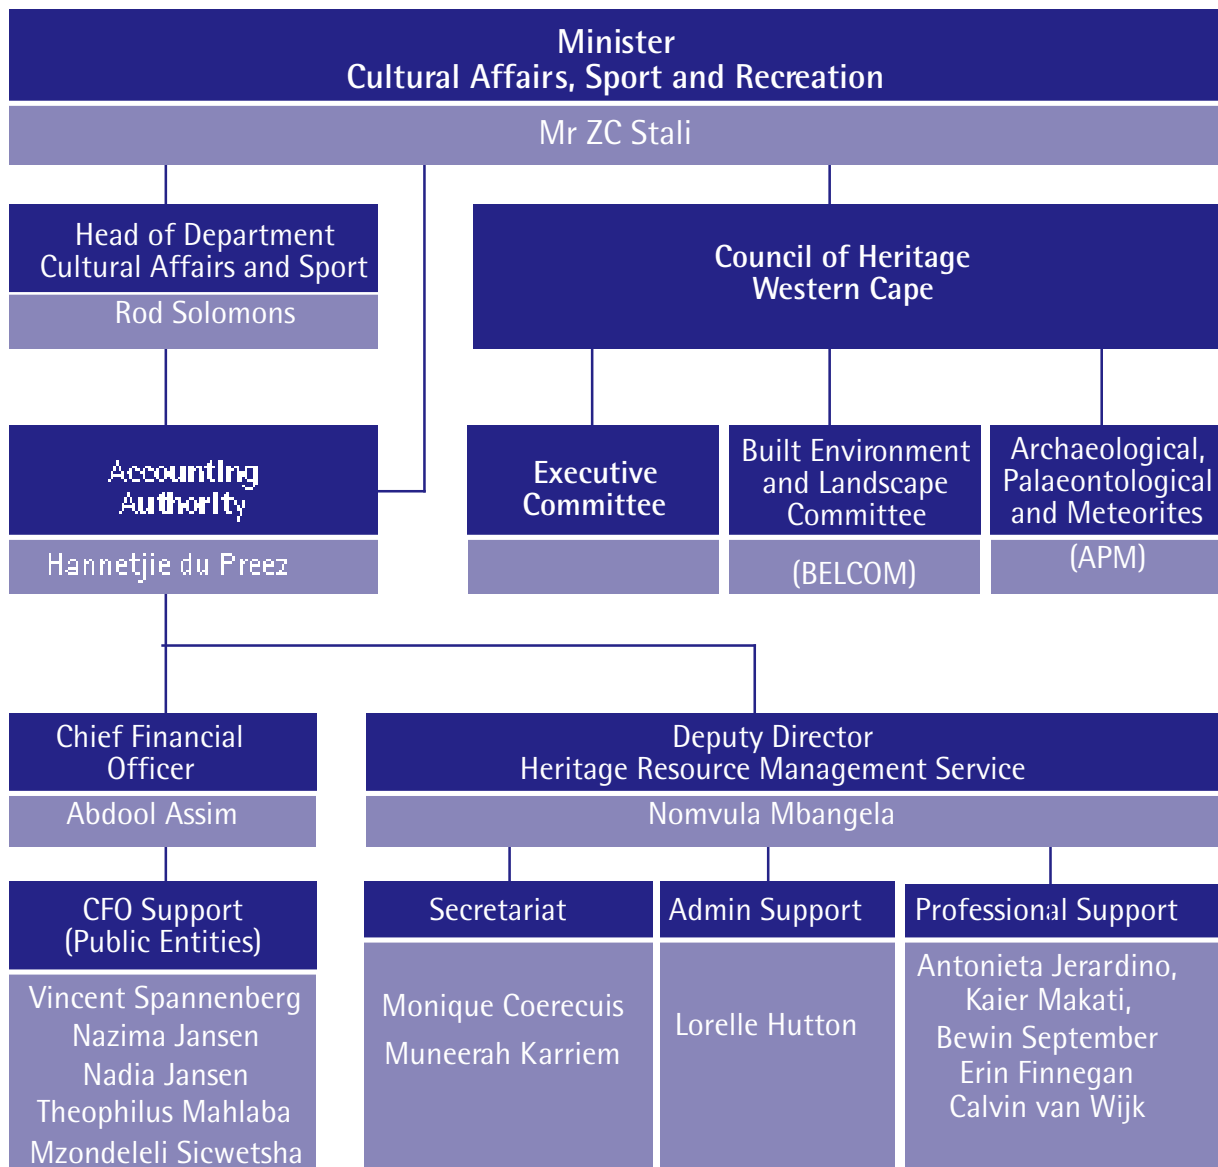 Minister
Cultural Affairs, Sport and Recreation
Mr ZC Stali
Head of Department
Cultural Affairs and Sport
Rod Solomons
Council of Heritage
Western Cape
Accounting
Authority
Hannetjie du Preez
Executive
Committee
Built Environment
and Landscape
Committee
(BELCOM)
Archaeological,
Palaeontological
and Meteorites
(APM)
Chief Financial
Officer
Abdool Assim
Deputy Director
Heritage Resource Management Service
Nomvula Mbangela
CFO Support
(Public Entities)
Vincent Spannenberg
Nazima Jansen
Nadia Jansen
Theophilus Mahlaba
Mzondeleli Sicwetsha
Secretariat
Monique Coerecuis
Muneerah Karriem
Admin Support
Lorelle Hutton
Professional Support
Antonieta Jerardino,
Kaier Makati,
Bewin September
Erin Finnegan
Calvin van Wijk